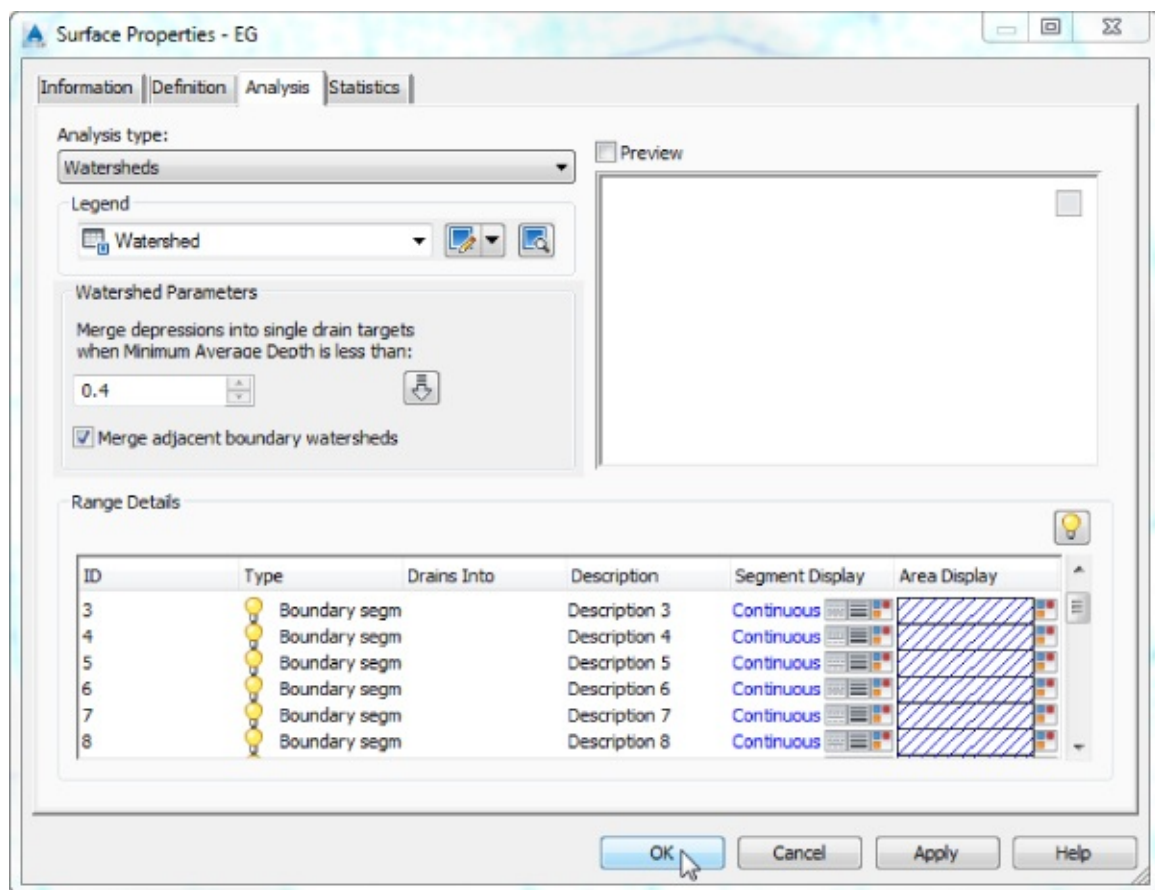 Surface Properties - EG
Information Definition Analysis Statistics
Analysis type:
Watersheds
Preview
Legend
Watershed
Watershed Parameters
Merge depressions into single drain targets
when Minimum Average Depth is less than:
0.4
Merge adjacent boundary watersheds
Range Details
ID Type Drains Into Description Segment Display Area Display
3 Boundary segm Description 3 Continuous
4 Boundary segm Description 4 Continuous
5 Boundary segm Description 5 Continuous
6 Boundary segm Description 6 Continuous
7 Boundary segm Description 7 Continuous
8 Boundary segm Description 8 Continuous
OK Cancel Apply Help